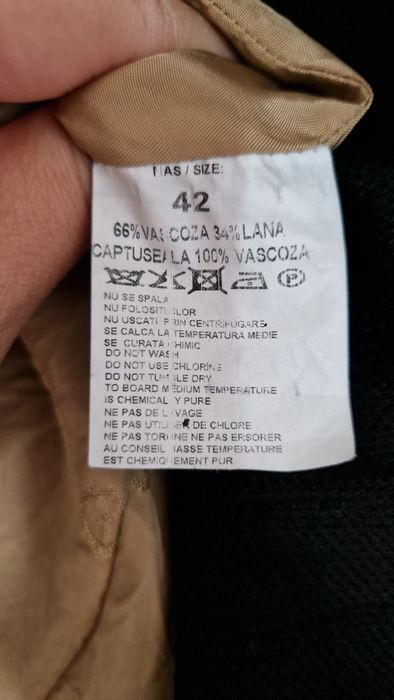 MAS / SIZE:
42
66% VASCOZA 34% LANA
CAPTUSEALA 100% VASCOZA
P
NU SE SPALA
NU FOLOSITI CLOR
NU USCATI PRIN CENTRIFUGARE
SE CALCA LA TEMPERATURA MEDIE
SE CURATA CHIMIC
DO NOT WASH
DO NOT USE CHLORINE
DO NOT TUMBLE DRY
TO BOARD MEDIUM TEMPERATURE
IS CHEMICALY PURE
NE PAS DE LAVAGE
NE PAS UTILISER DE CHLORE
NE PAS TORDRE NE PAS ERSORER
AU CONSEIL BASSE TEMPERATURE
EST CHEMIQUEMENT PUR